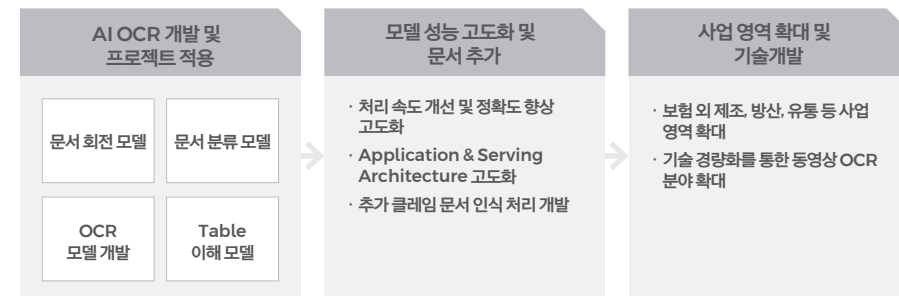 AI OCR 개발 및
프로젝트 적용
문서 회전 모델
문서 분류 모델
OCR
모델 개발
Table
이해 모델
모델 성능 고도화 및
문서 추가
· 처리 속도 개선 및 정확도 향상
고도화
· Application & Serving
Architecture 고도화
· 추가 클레임 문서 인식 처리 개발
사업 영역 확대 및
기술개발
· 보험 외 제조, 방산, 유통 등 사업
영역 확대
· 기술 경량화를 통한 동영상 OCR
분야 확대